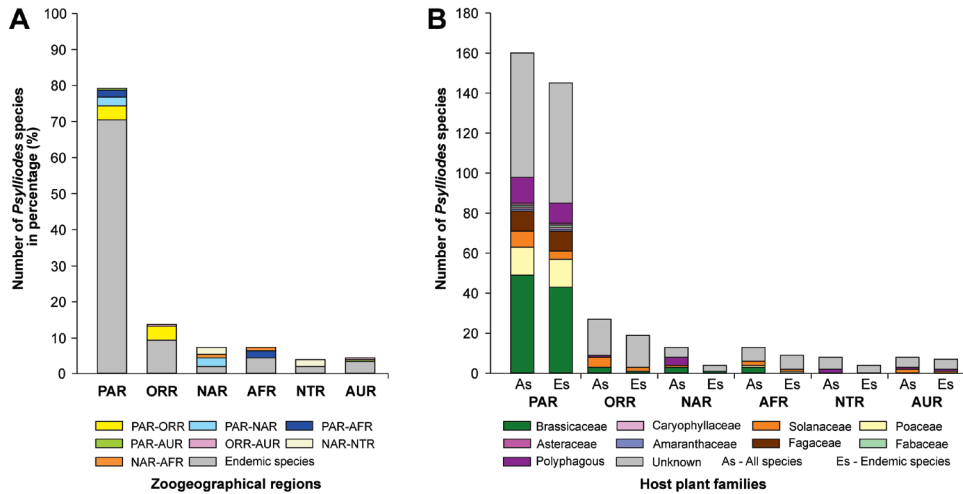 A
Number of Psylliodes species
in percentage (%)
100
90
80
70
60
50
40
30
20
10
0
PAR ORR NAR AFR NTR AUR
PAR-ORR PAR-NAR PAR-AFR
PAR-AUR ORR-AUR NAR-NTR
NAR-AFR Endemic species
Zoogeographical regions
B
Number of Psylliodes species
180
160
140
120
100
80
60
40
20
0
As Es As Es As Es As Es As Es As Es
PAR ORR NAR AFR NTR AUR
Brassicaceae Caryophyllaceae Solanaceae Poaceae
Asteraceae Amaranthaceae Fagaceae Fabaceae
Polyphagous Unknown As - All species Es - Endemic species
Host plant families